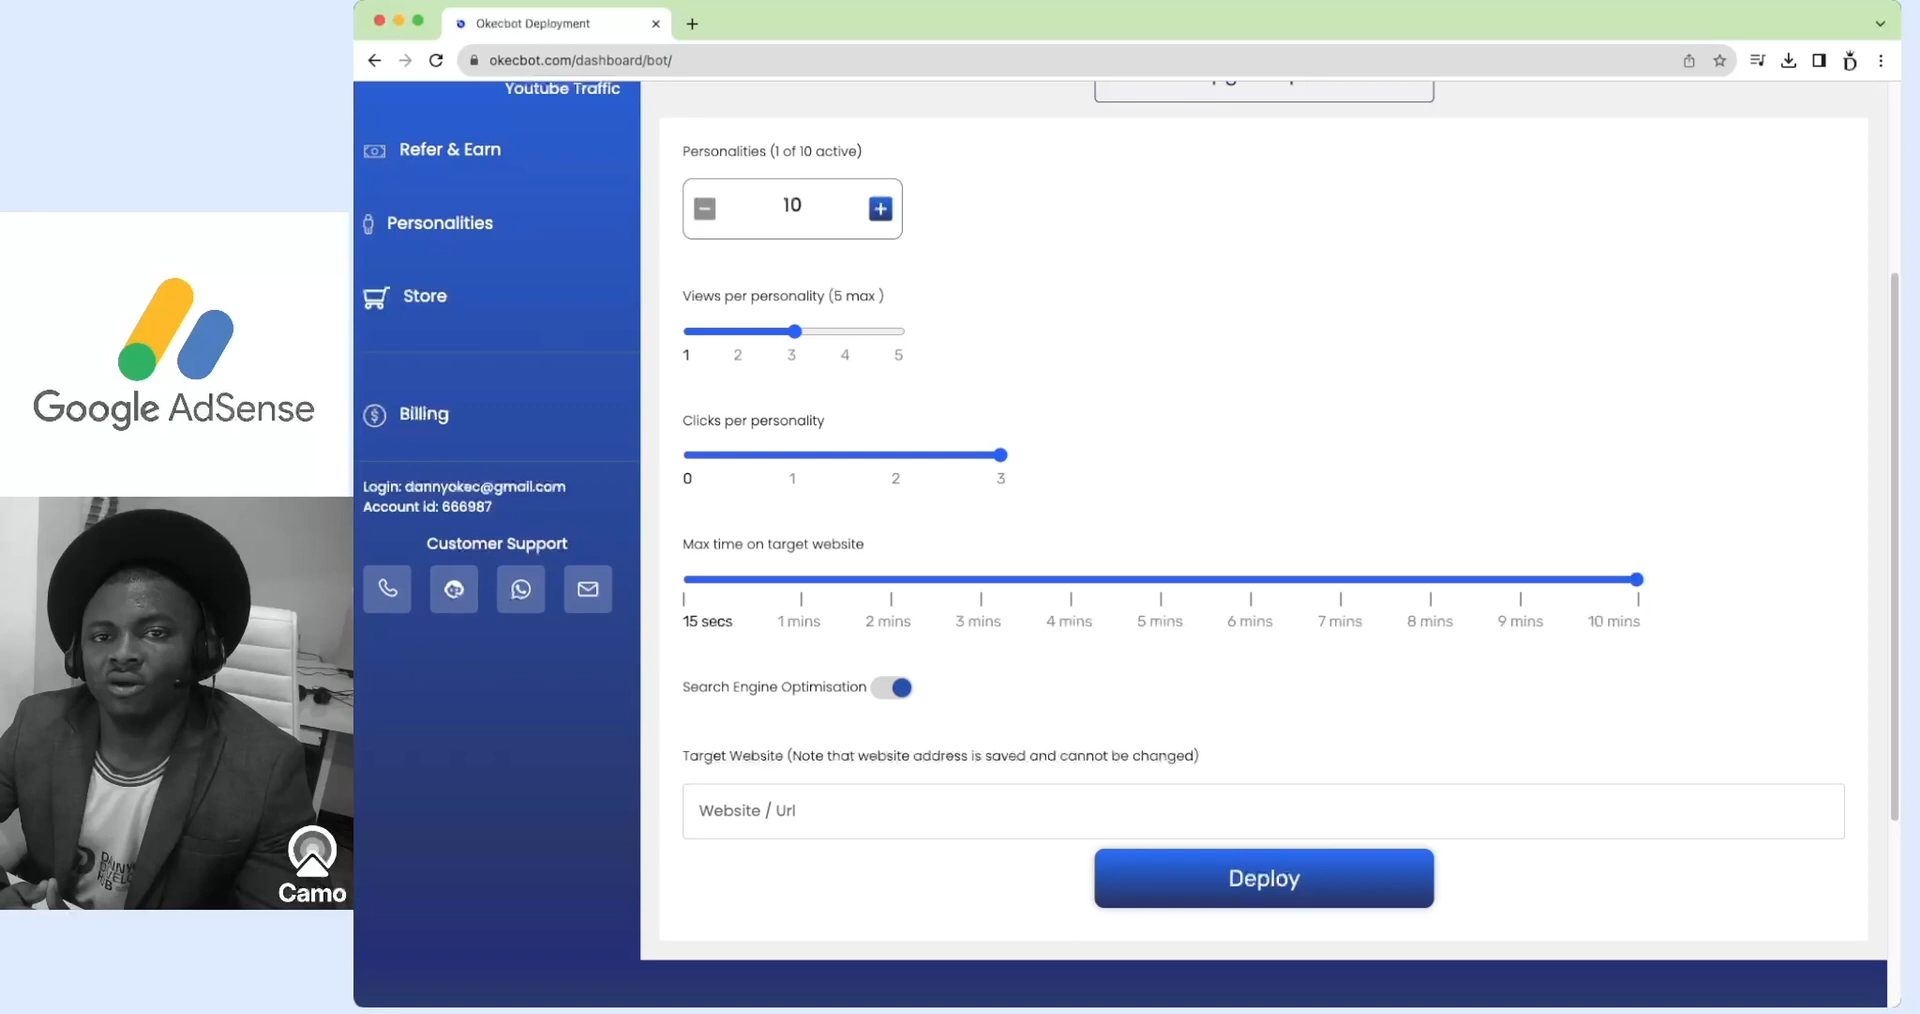 Okecbot Deployment
okecbot.com/dashboard/bot/
Youtube Traffic
Refer & Earn
Personalities
Store
Billing
Login: dannyokec@gmail.com
Account id: 666987
Customer Support
Personalities (1 of 10 active)
10
Views per personality (5 max )
1 2 3 4 5
Clicks per personality
0 1 2 3
Max time on target website
15 secs 1 mins 2 mins 3 mins 4 mins 5 mins 6 mins 7 mins 8 mins 9 mins 10 mins
Search Engine Optimisation
Target Website (Note that website address is saved and cannot be changed)
Website / Url
Deploy
Google AdSense
Camo